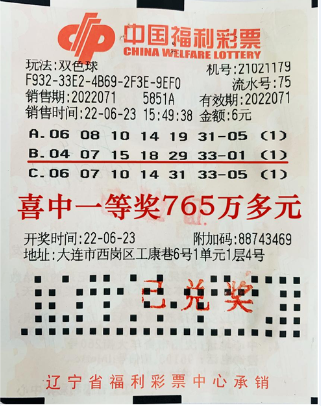 中国福利彩票
CHINA WELFARE LOTTERY
玩法:双色球 机号:21021179
F932-33E2-4B69-2F3E-9EF0 流水号:75
销售期:2022071 5851A 有效期:2022071
销售时间:22-06-23 15:49:38 金额:6元
A.06 08 10 14 19 31-05 (1)
B.04 07 15 18 29 33-01 (1)
C.06 07 10 14 31 33-05 (1)
喜中一等奖765万多元
开奖时间:22-06-23 附加码:88743469
地址:大连市西岗区工康巷6号1单元1层4号
已兑奖
辽宁省福利彩票中心承销